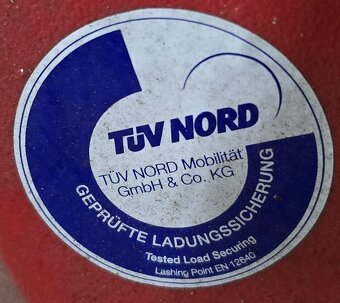 TÜV NORD
TÜV NORD Mobilität
GmbH & Co. KG
GEPRÜFTE LADUNGSSICHERUNG
Tested Load Securing
Lashing Point EN 12640